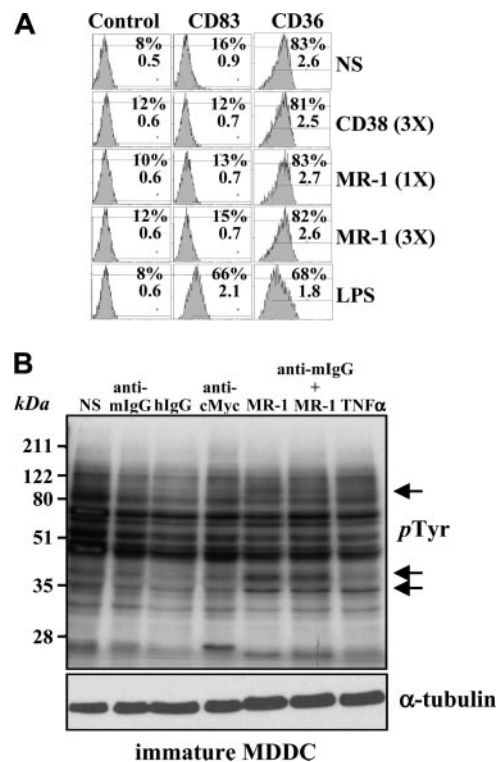 A
Control CD83 CD36
8% 16% 83%
0.5 0.9 2.6
NS
12% 12% 81%
0.6 0.7 2.5
CD38 (3X)
10% 13% 83%
0.6 0.7 2.7
MR-1 (1X)
12% 15% 82%
0.6 0.7 2.6
MR-1 (3X)
8% 66% 68%
0.6 2.1 1.8
LPS
B
anti-mIgG
anti- anti- +
kDa NS mIgG hIgG cMyc MR-1 MR-1 TNFα
211
122
80
51
35
28
pTyr
α-tubulin
immature MDDC